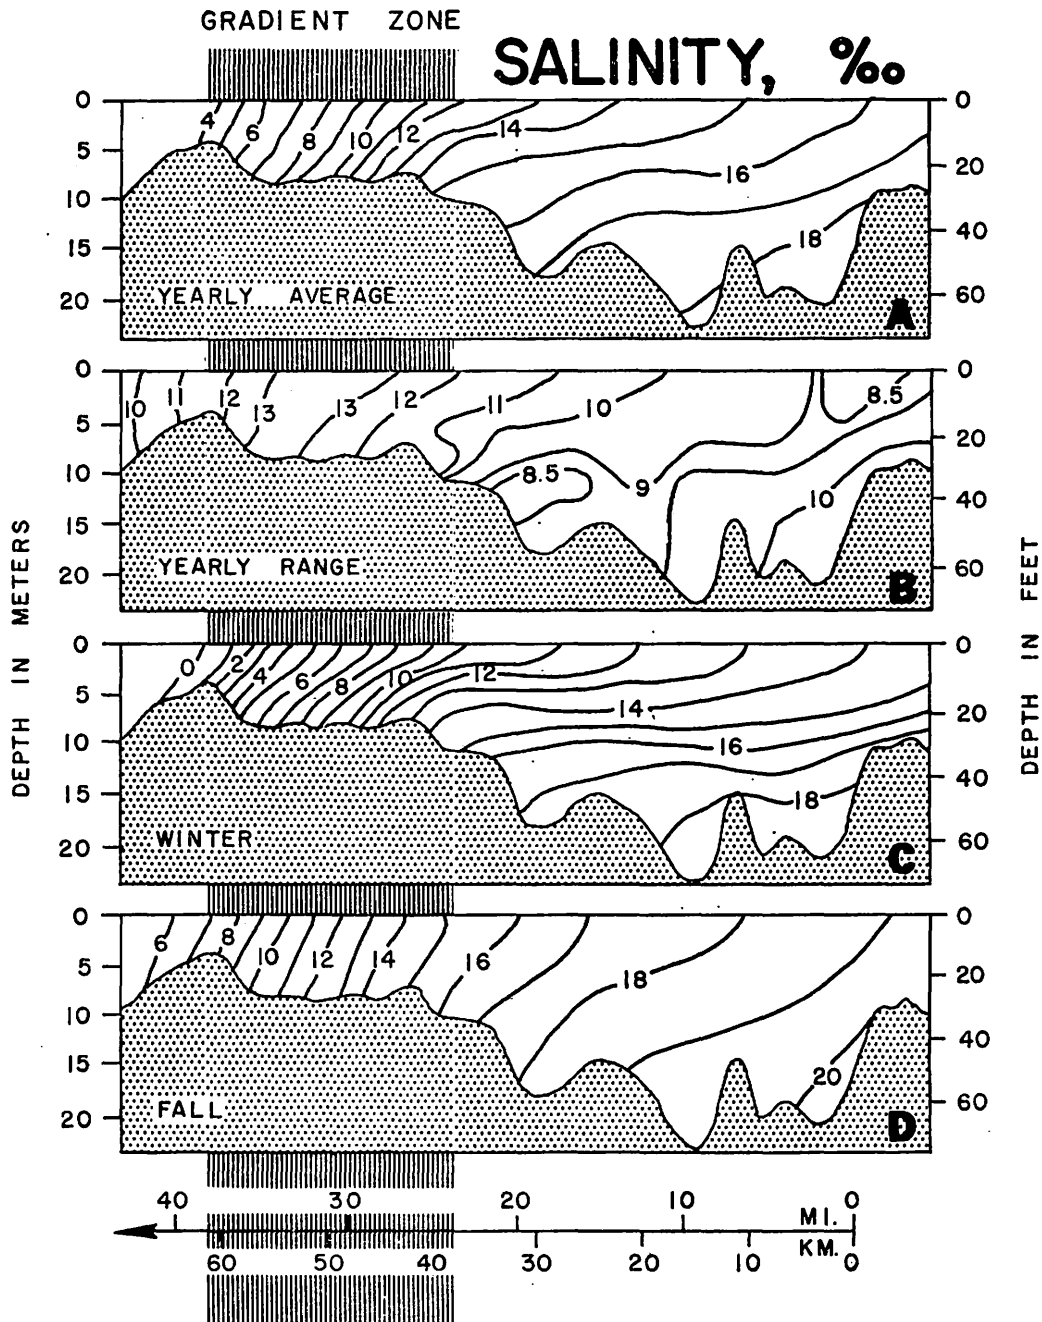 GRADIENT ZONE
SALINITY, ‰
0 0
4 6 8 10 12 14
5 20
10 16
15 18 40
20 YEARLY AVERAGE A 60
0 0
10 11 12 13 13 12 11 10 8.5
5 20
10 8.5 9 10 40
15
20 YEARLY RANGE B 60
DEPTH IN METERS
DEPTH IN FEET
0 0
0 2 4 6 8 10 12
5 14 20
10 16
15 18 40
20 WINTER C 60
0 0
6 8 10 12 14 16 18
5 20
10 40
15 20
20 FALL D 60
40 30 20 10 0
MI.
KM.
60 50 40 30 20 10 0